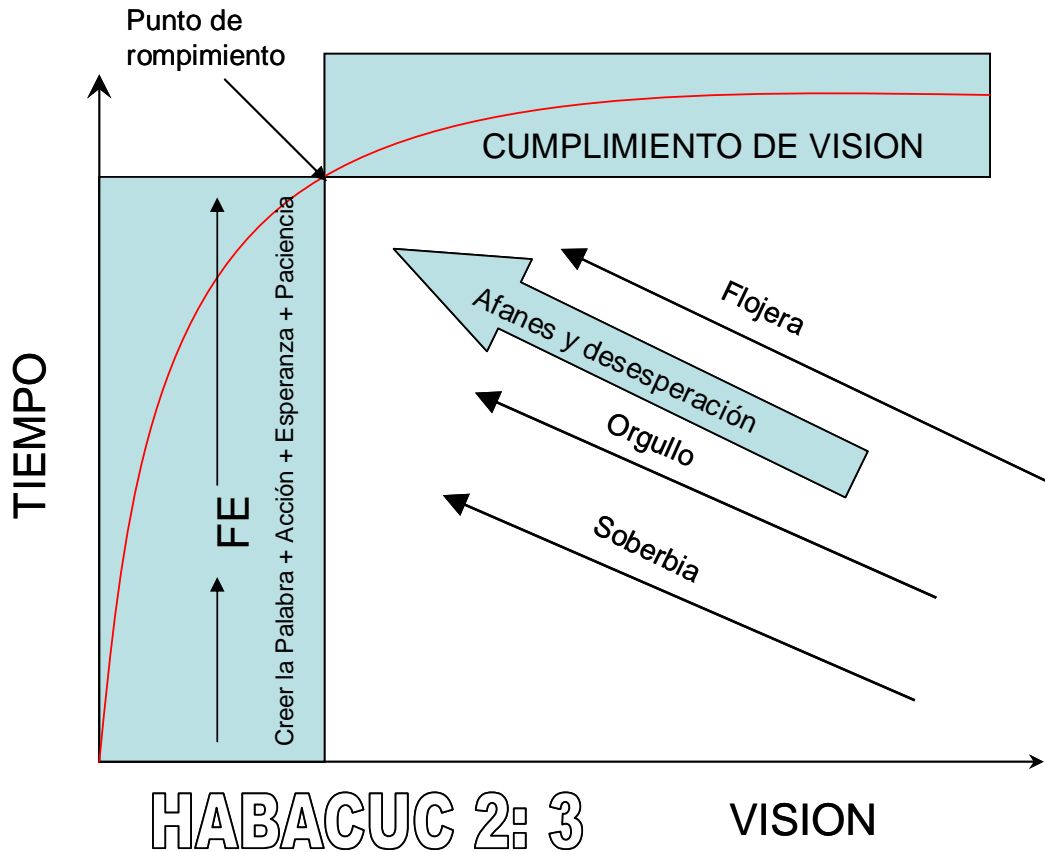 Punto de
rompimiento
CUMPLIMIENTO DE VISION
TIEMPO
FE
Creer la Palabra + Acción + Esperanza + Paciencia
Flojera
Afanes y desesperación
Orgullo
Soberbia
HABACUC 2: 3
VISION